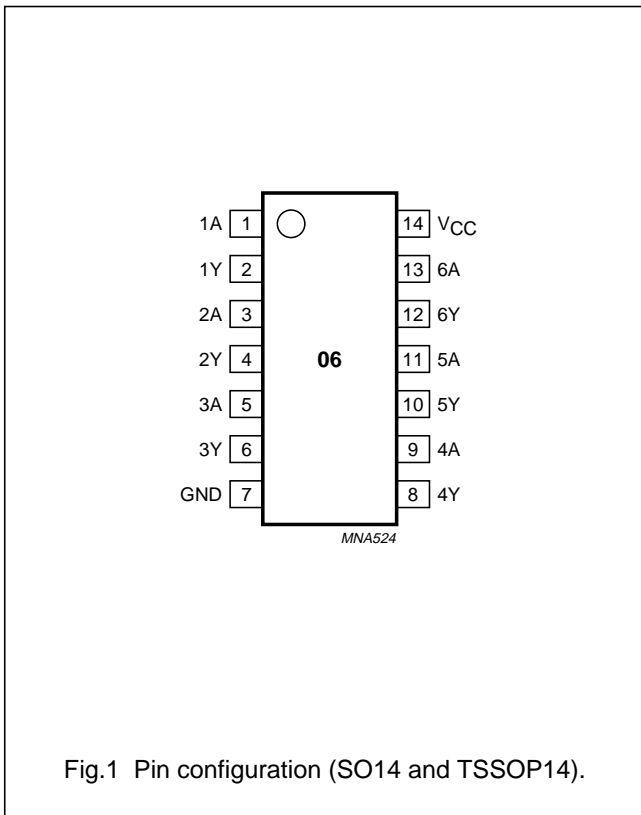 1A 1 14 VCC
1Y 2 13 6A
2A 3 12 6Y
2Y 4 06 11 5A
3A 5 10 5Y
3Y 6 9 4A
GND 7 8 4Y
MNA524
Fig.1 Pin configuration (SO14 and TSSOP14).